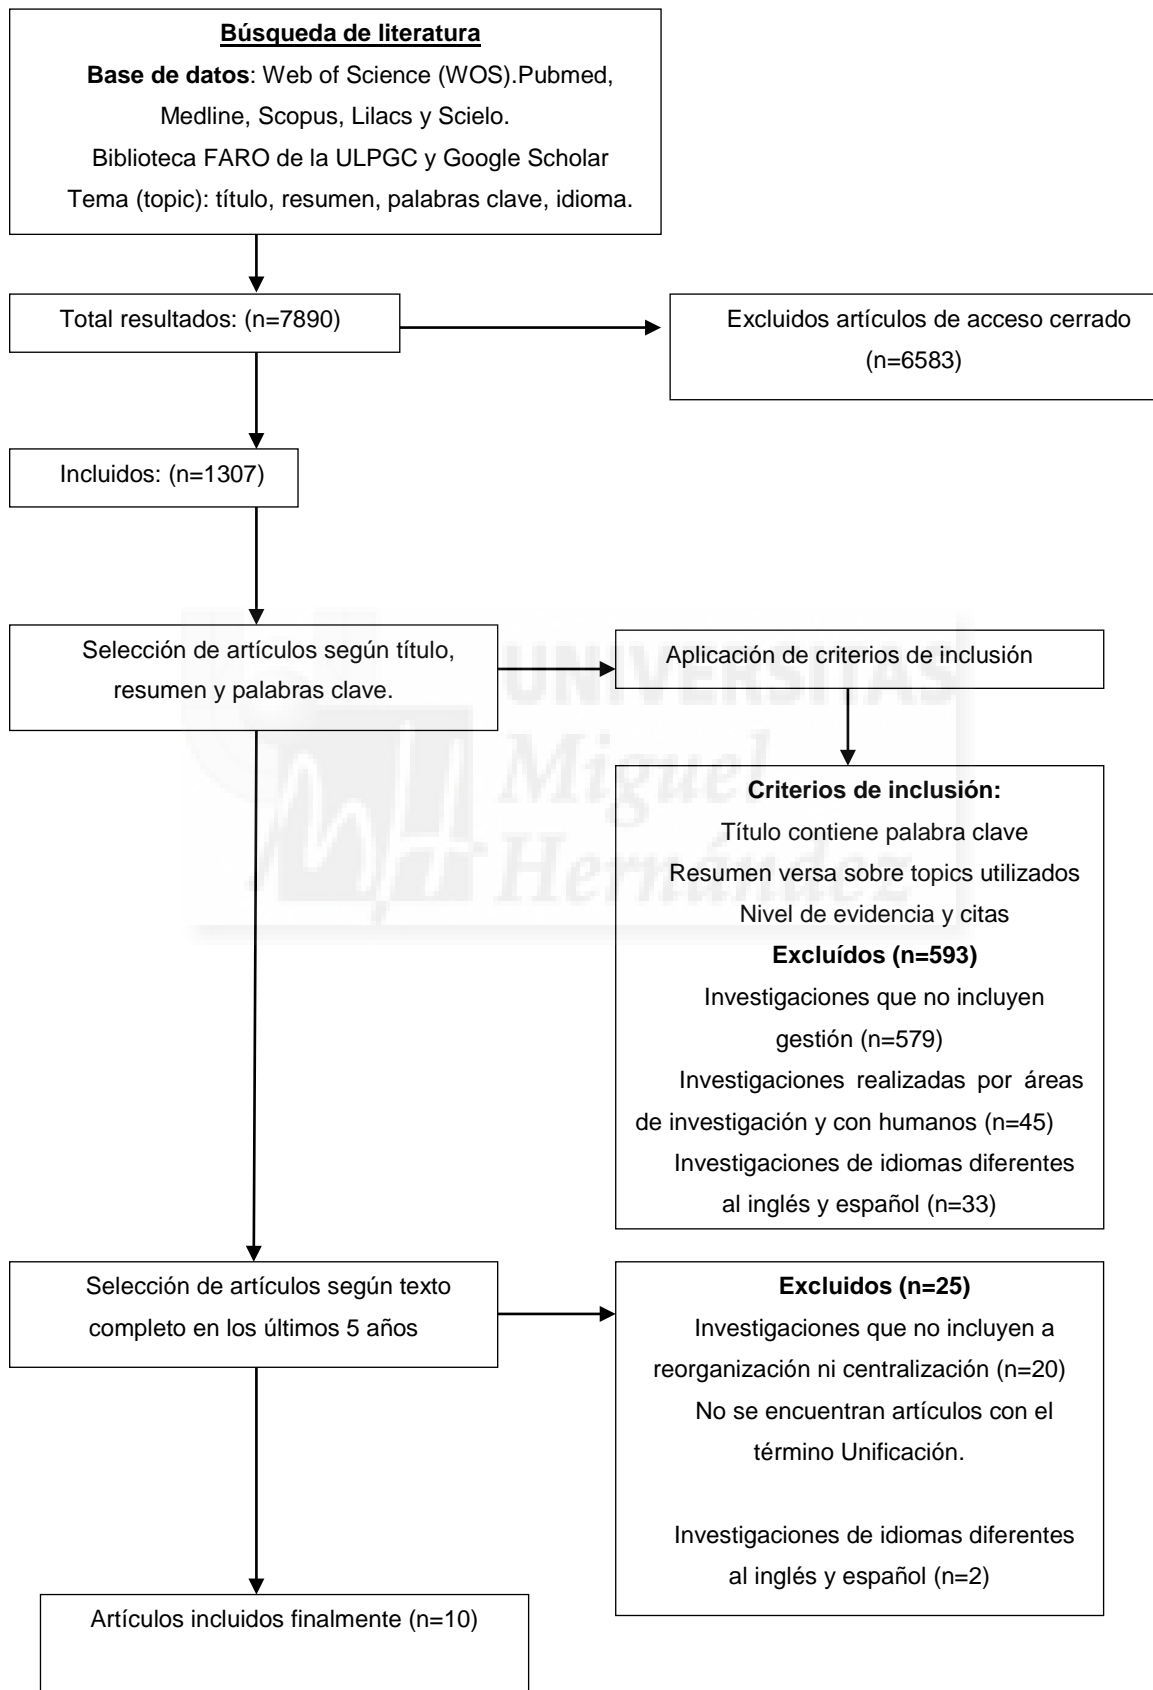 Búsqueda de literatura
Base de datos: Web of Science (WOS).Pubmed,
Medline, Scopus, Lilacs y Scielo.
Biblioteca FARO de la ULPGC y Google Scholar
Tema (topic): título, resumen, palabras clave, idioma.
Total resultados: (n=7890)
Excluidos artículos de acceso cerrado
(n=6583)
Incluidos: (n=1307)
Selección de artículos según título,
resumen y palabras clave.
Aplicación de criterios de inclusión
UNIVERSITAS
Miguel
Hernández
Criterios de inclusión:
Título contiene palabra clave
Resumen versa sobre topics utilizados
Nivel de evidencia y citas
Excluídos (n=593)
Investigaciones que no incluyen
gestión (n=579)
Investigaciones realizadas por áreas
de investigación y con humanos (n=45)
Investigaciones de idiomas diferentes
al inglés y español (n=33)
Selección de artículos según texto
completo en los últimos 5 años
Excluidos (n=25)
Investigaciones que no incluyen a
reorganización ni centralización (n=20)
No se encuentran artículos con el
término Unificación.
Investigaciones de idiomas diferentes
al inglés y español (n=2)
Artículos incluidos finalmente (n=10)